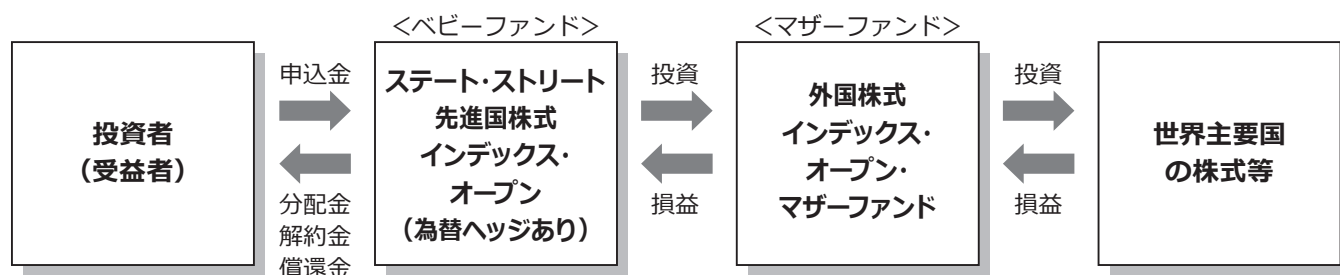 <ベビーファンド>
<マザーファンド>
投資者
（受益者）
申込金
分配金
解約金
償還金
ステート・ストリート
先進国株式
インデックス・
オープン
（為替ヘッジあり）
投資
損益
外国株式
インデックス・
オープン・
マザーファンド
投資
損益
世界主要国
の株式等